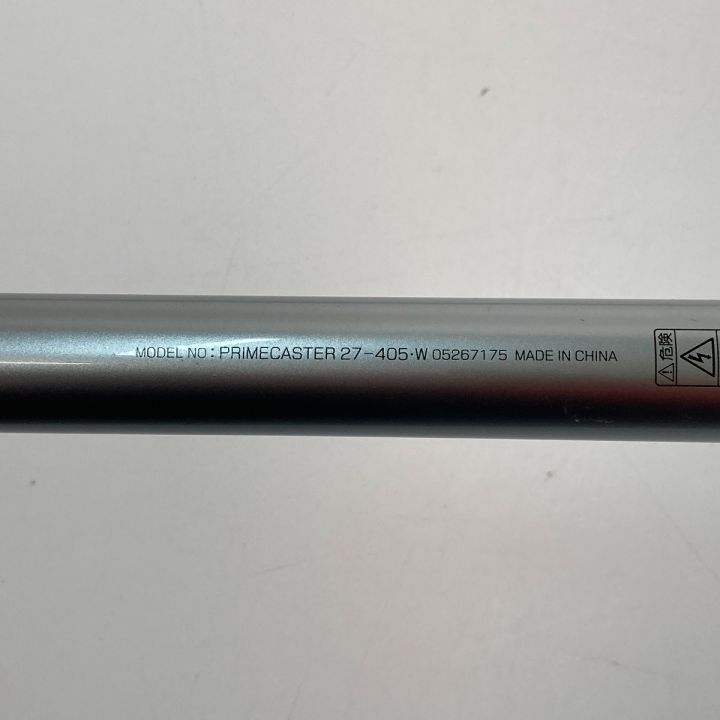 MODEL NO : PRIMECASTER 27-405·W 05267175 MADE IN CHINA
危険